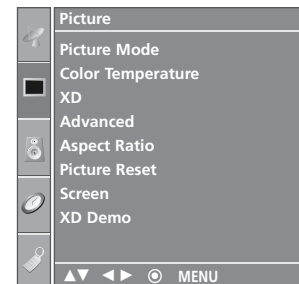 Picture
Picture Mode
Color Temperature
XD
Advanced
Aspect Ratio
Picture Reset
Screen
XD Demo
▲▼ ◄► ◉ MENU